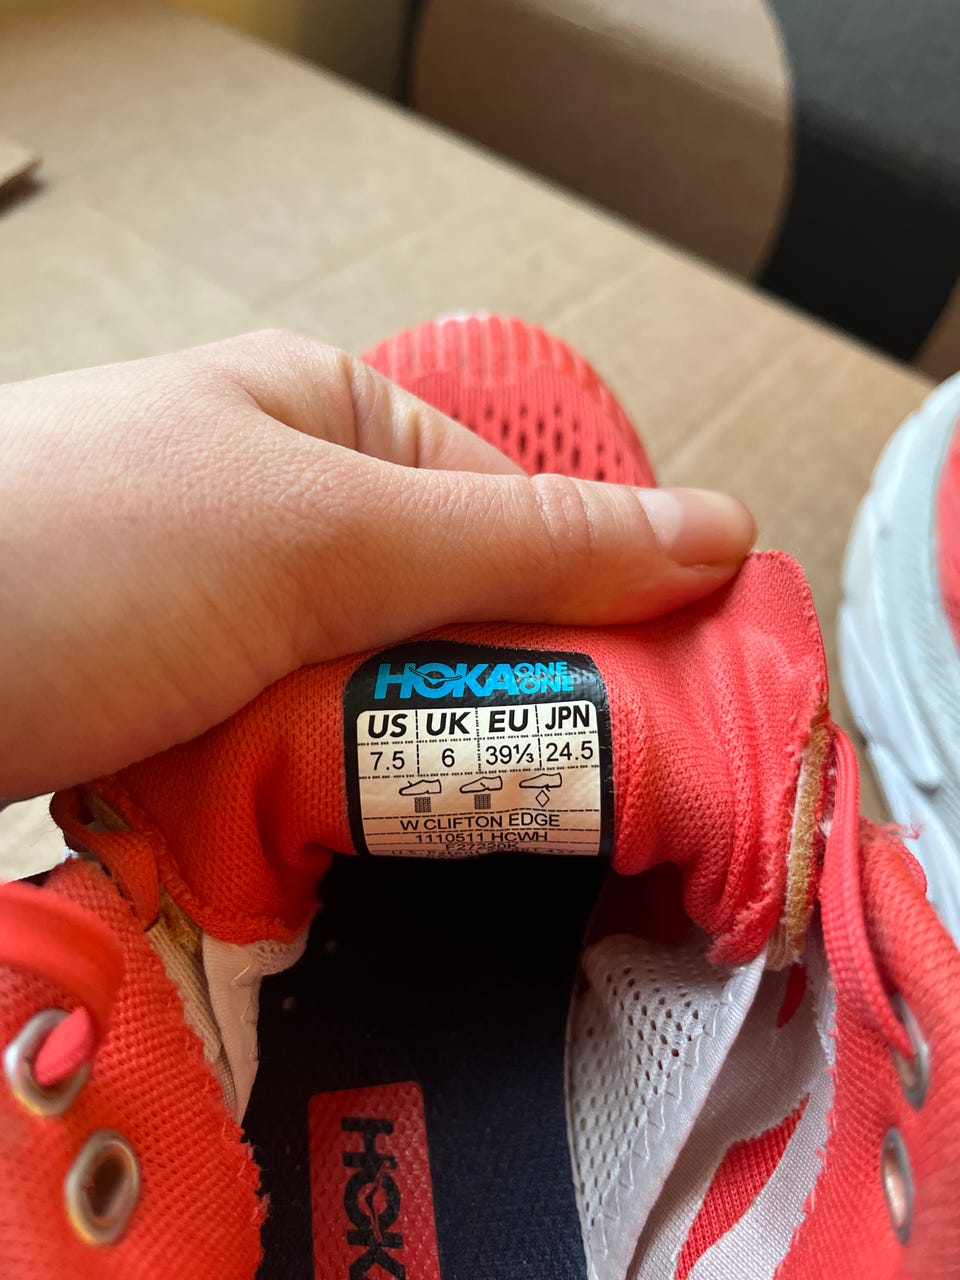 HOKA ONE ONE
US UK EU JPN
7.5 6 39⅓ 24.5
W CLIFTON EDGE
1110511 HCWH
F27220K
HOKA